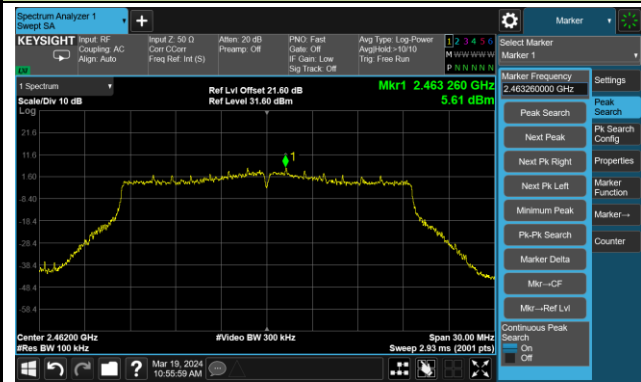 Spectrum Analyzer 1
Swept SA
+
Marker
KEYSIGHT
Input: RF
Coupling: AC
Align: Auto
Input Z: 50 Ω
Corr CCorr
Freq Ref: Int (S)
Atten: 20 dB
Preamp: Off
PNO: Fast
Gate: Off
IF Gain: Low
Sig Track: Off
Avg Type: Log-Power
Avg|Hold:>10/10
Trig: Free Run
1 2 3 4 5 6
M W W W W W
P N N N N N
Select Marker
Marker 1
1 Spectrum
Scale/Div 10 dB
Log
Ref Lvl Offset 21.60 dB
Ref Level 31.60 dBm
Mkr1 2.463 260 GHz
5.61 dBm
21.6
11.6
1.60
-8.40
-18.4
-28.4
-38.4
-48.4
-58.4
1
Center 2.46200 GHz
#Res BW 100 kHz
#Video BW 300 kHz
Span 30.00 MHz
Sweep 2.93 ms (2001 pts)
Marker Frequency
2.463260000 GHz
Peak Search
Next Peak
Next Pk Right
Next Pk Left
Minimum Peak
Pk-Pk Search
Marker Delta
Mkr→CF
Mkr→Ref Lvl
Continuous Peak
Search
On
Off
Settings
Peak
Search
Pk Search
Config
Properties
Marker
Function
Marker→
Counter
?
Mar 19, 2024
10:55:59 AM